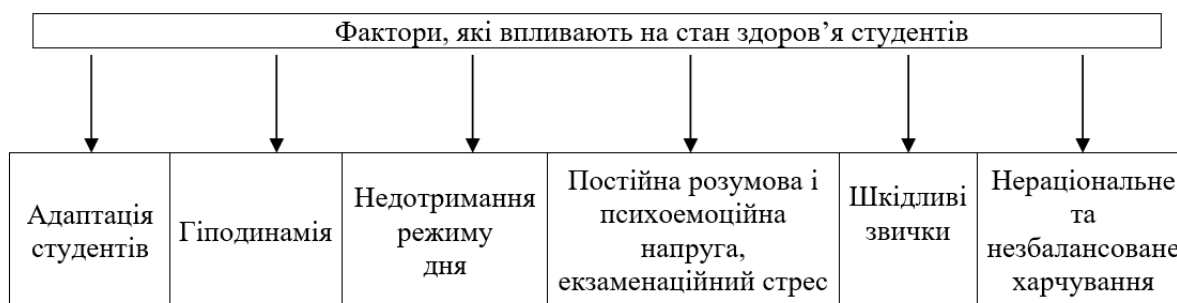 Фактори, які впливають на стан здоров’я студентів
Адаптація
студентів
Гіподинамія
Недотримання
режиму
дня
Постійна розумова і
психоемоційна
напруга,
екзаменаційний стрес
Шкідливі
звички
Нераціональне
та
незбалансоване
харчування